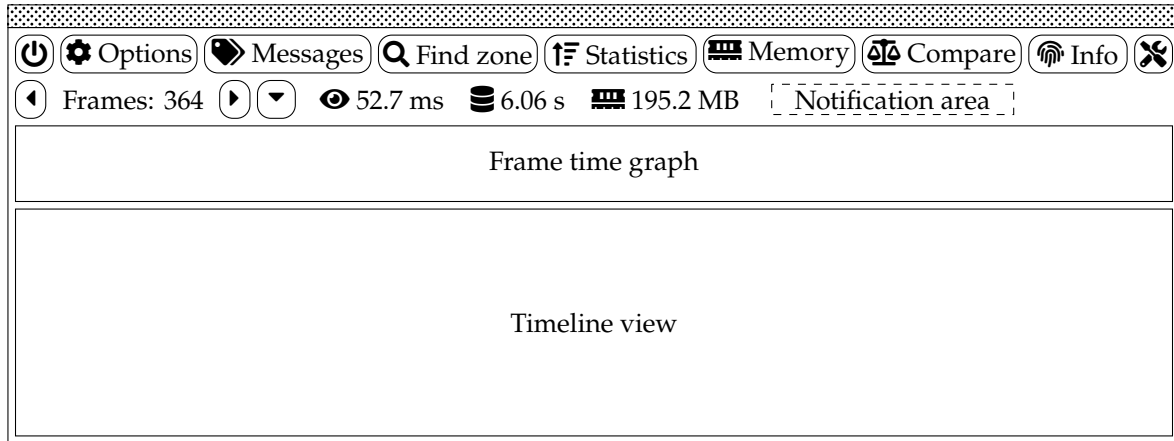 Options Messages Find zone Statistics Memory Compare Info
Frames: 364 52.7 ms 6.06 s 195.2 MB Notification area
Frame time graph
Timeline view